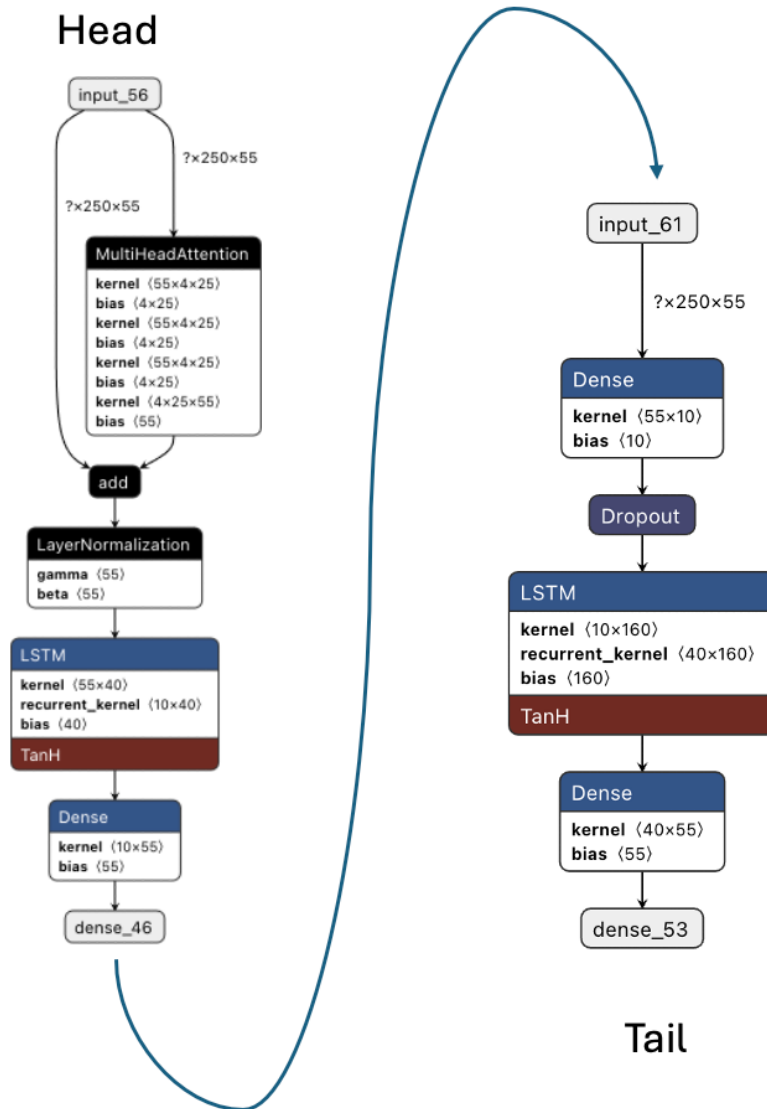 Head
input_56
?×250×55
?×250×55
MultiHeadAttention
kernel ⟨55×4×25⟩
bias ⟨4×25⟩
kernel ⟨55×4×25⟩
bias ⟨4×25⟩
kernel ⟨55×4×25⟩
bias ⟨4×25⟩
kernel ⟨4×25×55⟩
bias ⟨55⟩
add
LayerNormalization
gamma ⟨55⟩
beta ⟨55⟩
LSTM
kernel ⟨55×40⟩
recurrent_kernel ⟨10×40⟩
bias ⟨40⟩
TanH
Dense
kernel ⟨10×55⟩
bias ⟨55⟩
dense_46
input_61
?×250×55
Dense
kernel ⟨55×10⟩
bias ⟨10⟩
Dropout
LSTM
kernel ⟨10×160⟩
recurrent_kernel ⟨40×160⟩
bias ⟨160⟩
TanH
Dense
kernel ⟨40×55⟩
bias ⟨55⟩
dense_53
Tail